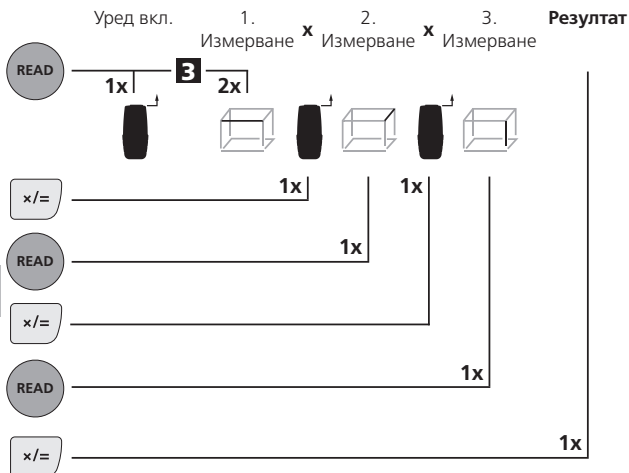 Уред вкл. 1. Измерване x 2. Измерване x 3. Измерване Резултат
READ 1x 3 2x
×/= 1x 1x
READ 1x
×/=
READ 1x
×/= 1x